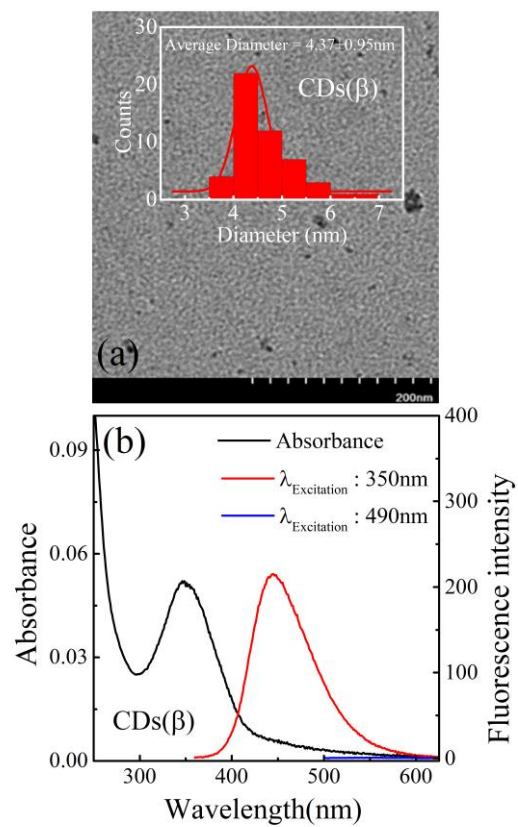 30
Average Diameter = 4.37±0.95nm
CDs(β)
20
10
0
Counts
3 4 5 6 7
Diameter (nm)
(a)
200nm
(b)
Absorbance
λExcitation : 350nm
λExcitation : 490nm
CDs(β)
0.09
0.06
0.03
0.00
Absorbance
400
300
200
100
0
Fluorescence intensity
300 400 500 600
Wavelength(nm)